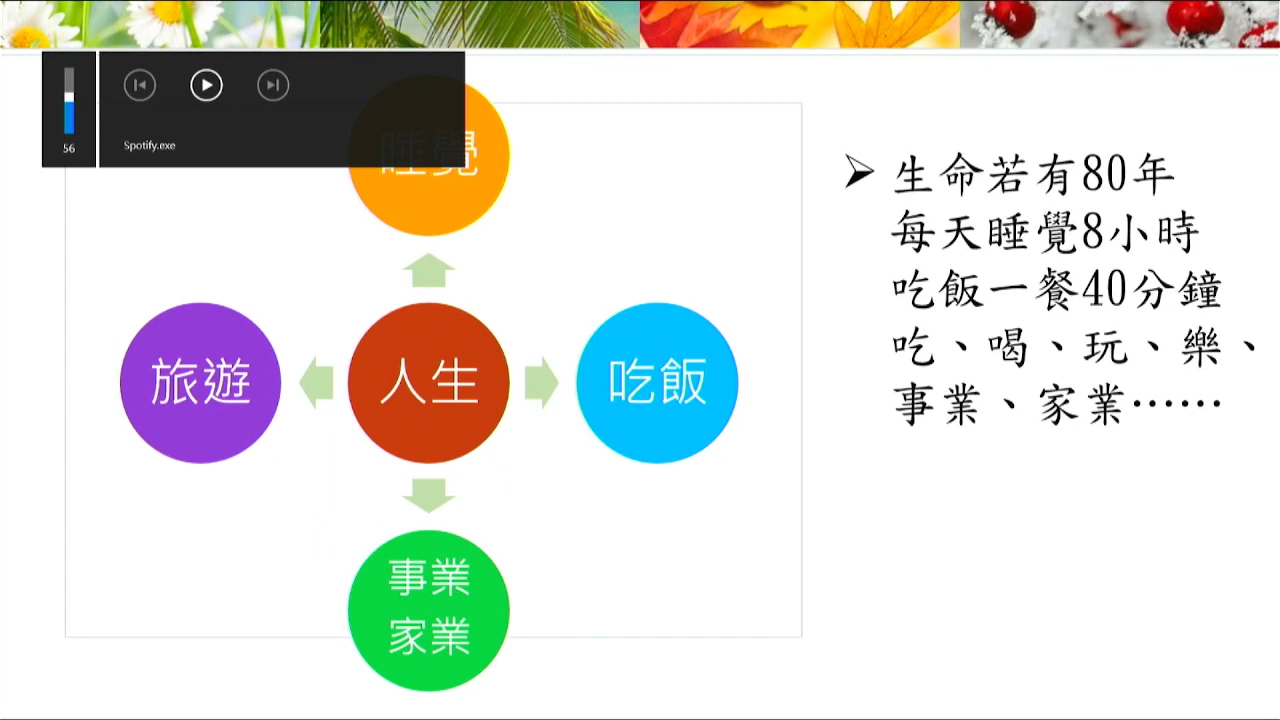 56
Spotify.exe
睡覺
旅遊
人生
吃飯
事業
家業
➢ 生命若有80年
每天睡覺8小時
吃飯一餐40分鐘
吃、喝、玩、樂、
事業、家業……